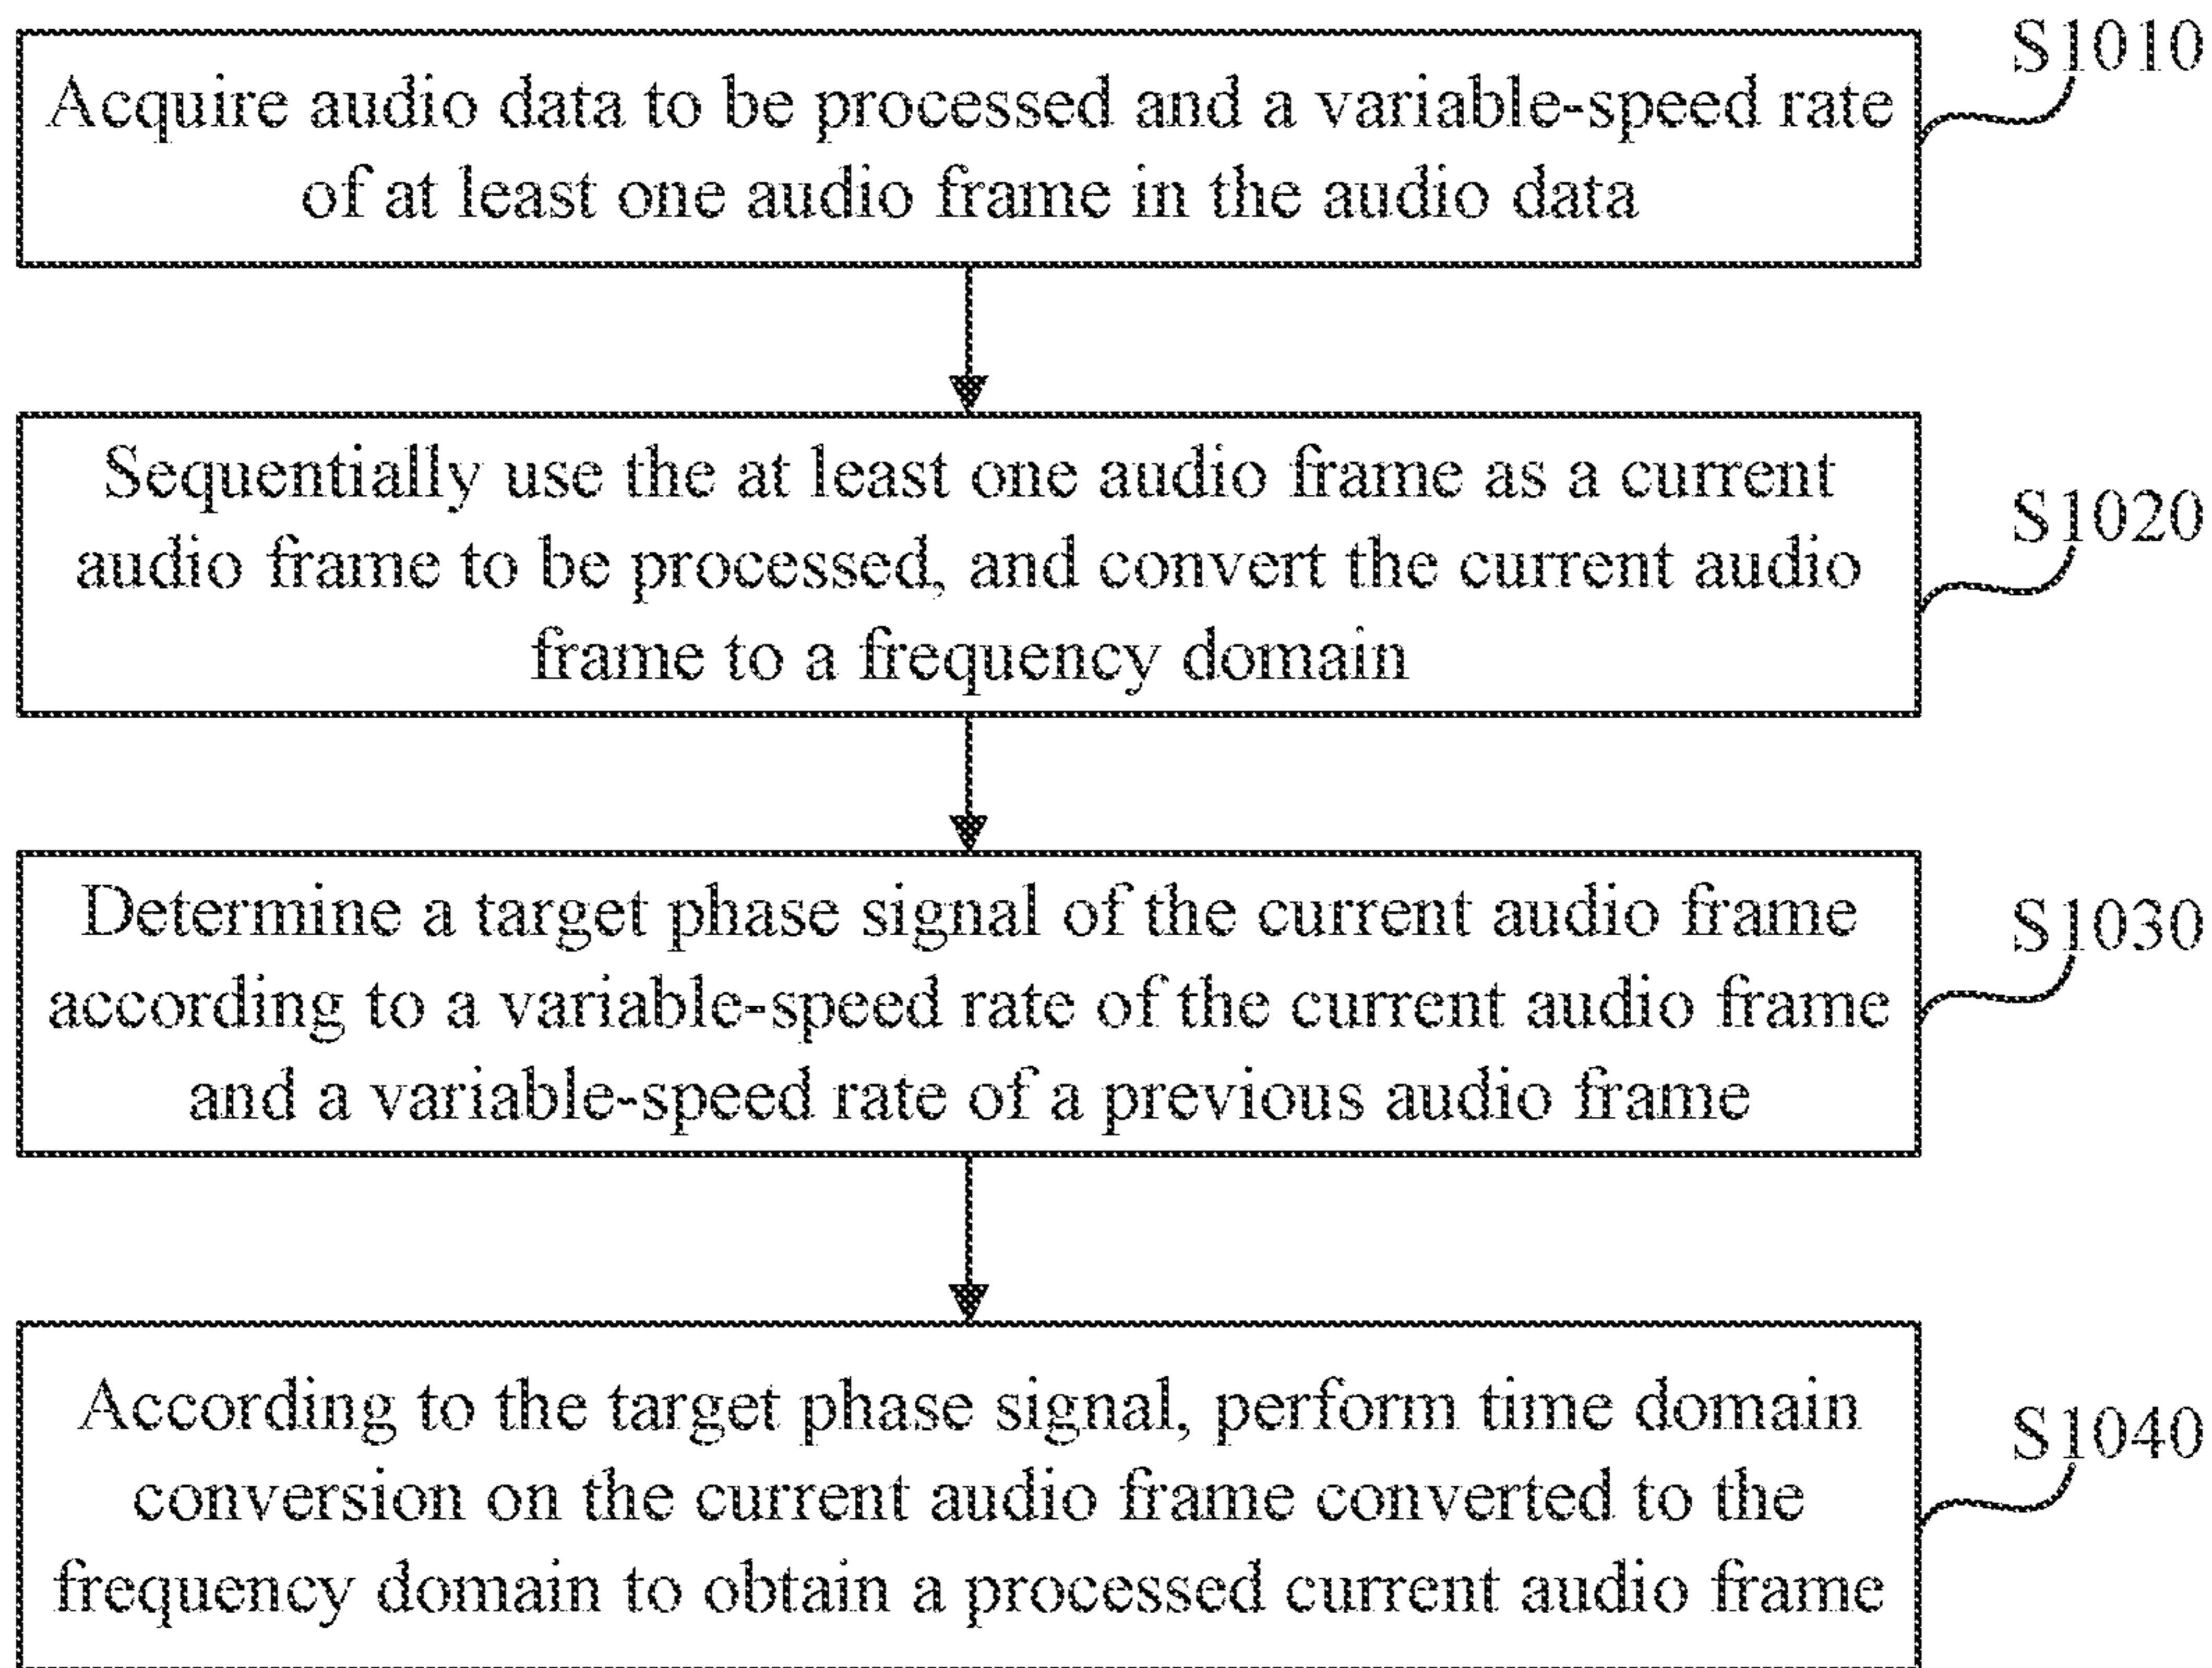 S1010
Acquire audio data to be processed and a variable-speed rate
of at least one audio frame in the audio data
Sequentially use the at least one audio frame as a current
audio frame to be processed, and convert the current audio
frame to a frequency domain
S1020
Determine a target phase signal of the current audio frame
according to a variable-speed rate of the current audio frame
and a variable-speed rate of a previous audio frame
S1030
According to the target phase signal, perform time domain
conversion on the current audio frame converted to the
frequency domain to obtain a processed current audio frame
S1040